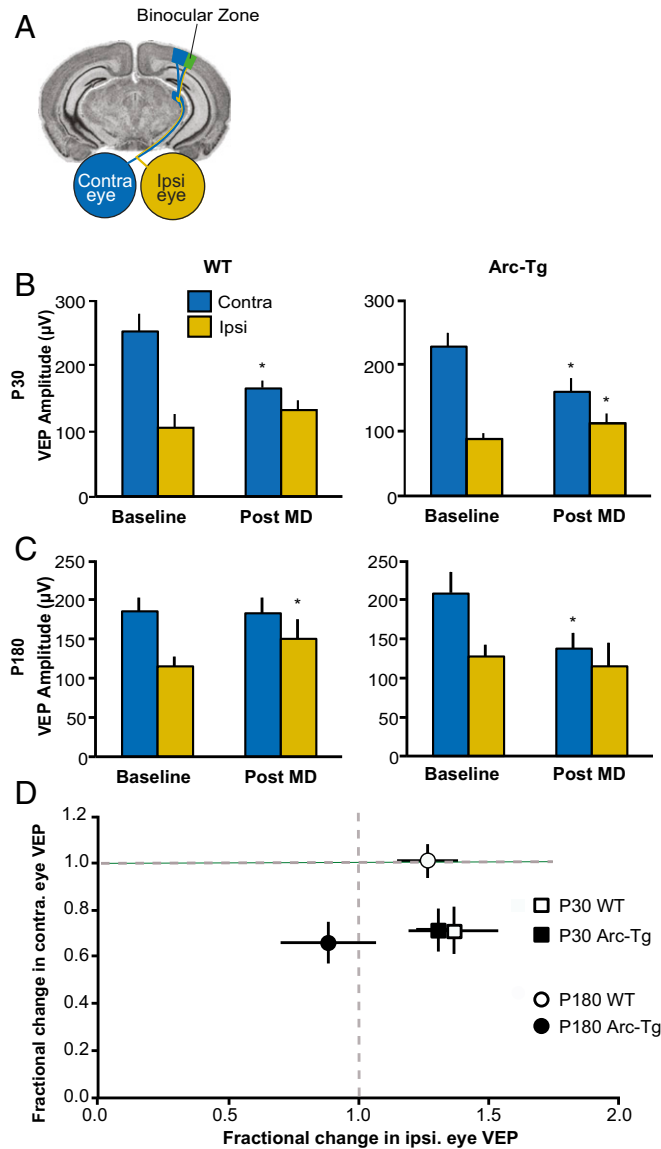 A
Binocular Zone
Contra
eye
Ipsi
eye
WT
Arc-Tg
B
P30
VEP Amplitude (µV)
300
200
100
0
Contra
Ipsi
*
Baseline
Post MD
300
200
100
0
*
*
Baseline
Post MD
C
P180
VEP Amplitude (µV)
250
200
150
100
50
0
*
Baseline
Post MD
250
200
150
100
50
0
*
Baseline
Post MD
D
Fractional change in contra. eye VEP
1.2
1.0
0.8
0.6
0.4
0.2
0.0
0.0
0.5
1.0
1.5
2.0
Fractional change in ipsi. eye VEP
P30 WT
P30 Arc-Tg
P180 WT
P180 Arc-Tg